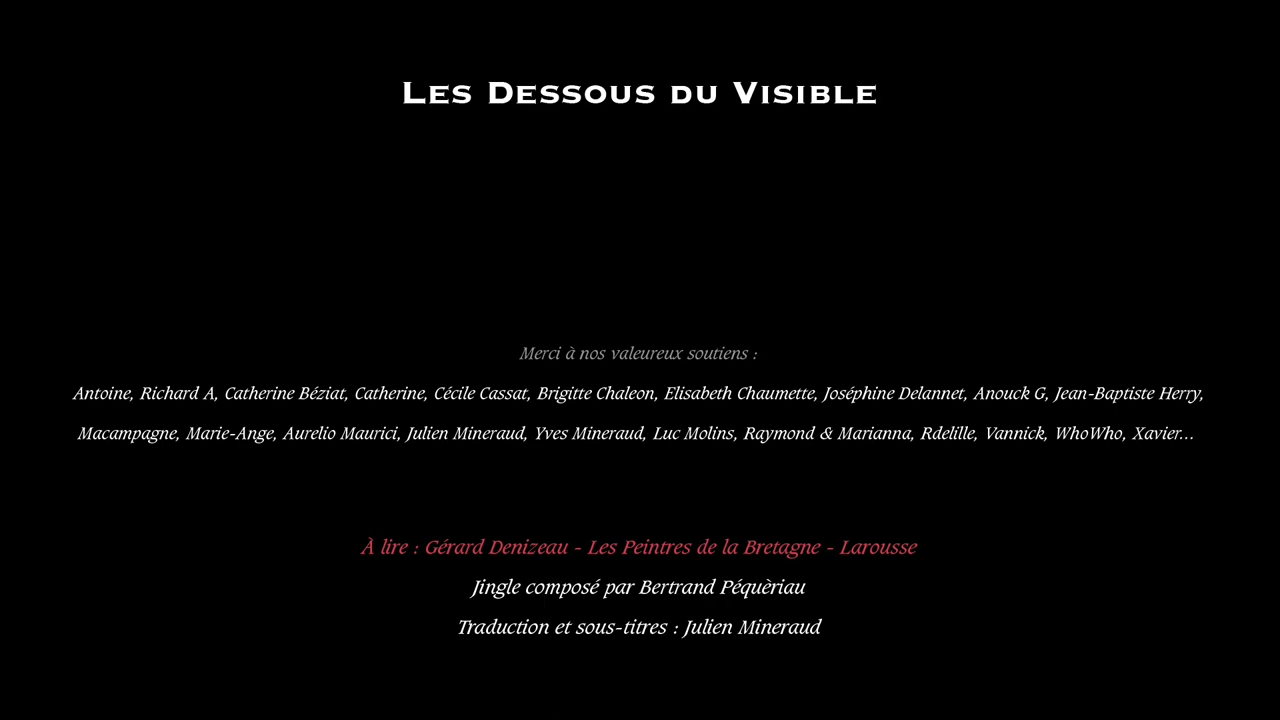 Les Dessous du Visible
Merci à nos valeureux soutiens :
Antoine, Richard A, Catherine Béziat, Catherine, Cécile Cassat, Brigitte Chaleon, Elisabeth Chaumette, Joséphine Delannet, Anouck G, Jean-Baptiste Herry,
Macampagne, Marie-Ange, Aurelio Maurici, Julien Mineraud, Yves Mineraud, Luc Molins, Raymond & Marianna, Rdelille, Vannick, WhoWho, Xavier...
À lire : Gérard Denizeau - Les Peintres de la Bretagne - Larousse
Jingle composé par Bertrand Péquèriau
Traduction et sous-titres : Julien Mineraud